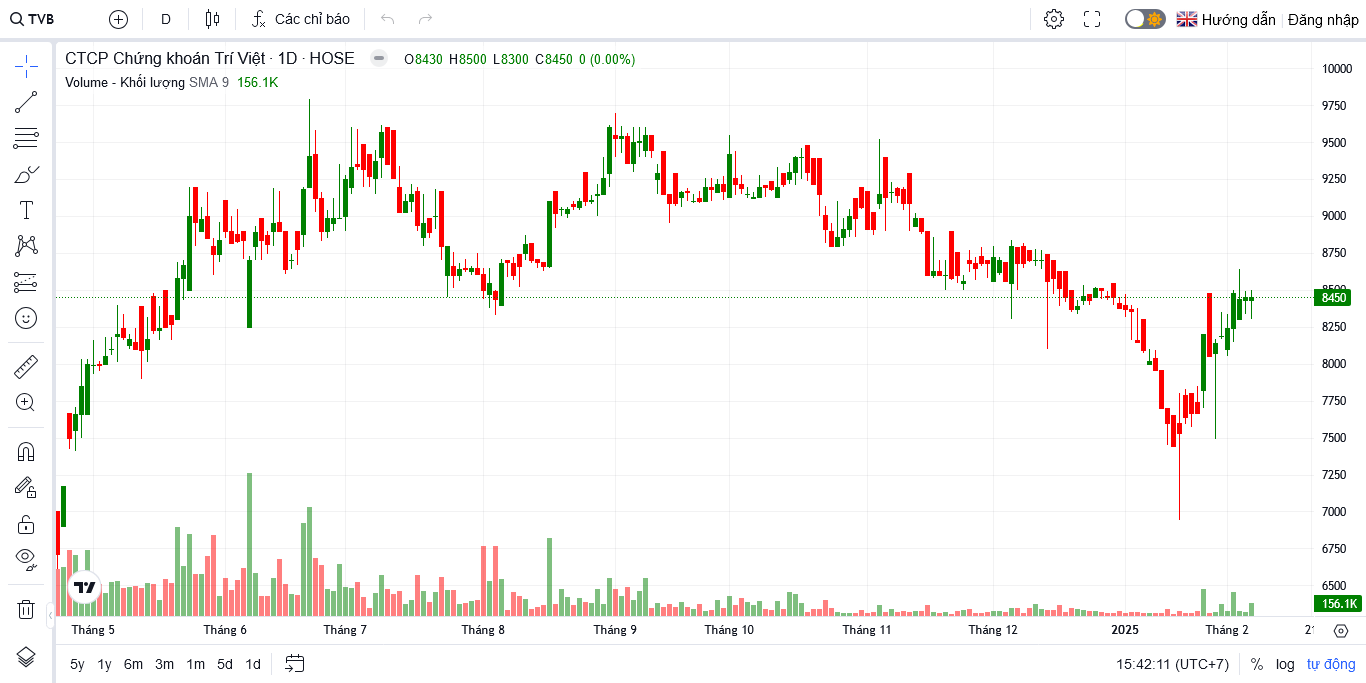 TVB D Các chỉ báo Hướng dẫn Đăng nhập
CTCP Chứng khoán Trí Việt · 1D · HOSE O8430 H8500 L8300 C8450 0 (0.00%)
Volume - Khối lượng SMA 9 156.1K
10000
9750
9500
9250
9000
8750
8500
8450
8250
8000
7750
7500
7250
7000
6750
6500
156.1K
Tháng 5 Tháng 6 Tháng 7 Tháng 8 Tháng 9 Tháng 10 Tháng 11 Tháng 12 2025 Tháng 2
5y 1y 6m 3m 1m 5d 1d 15:42:11 (UTC+7) % log tự động